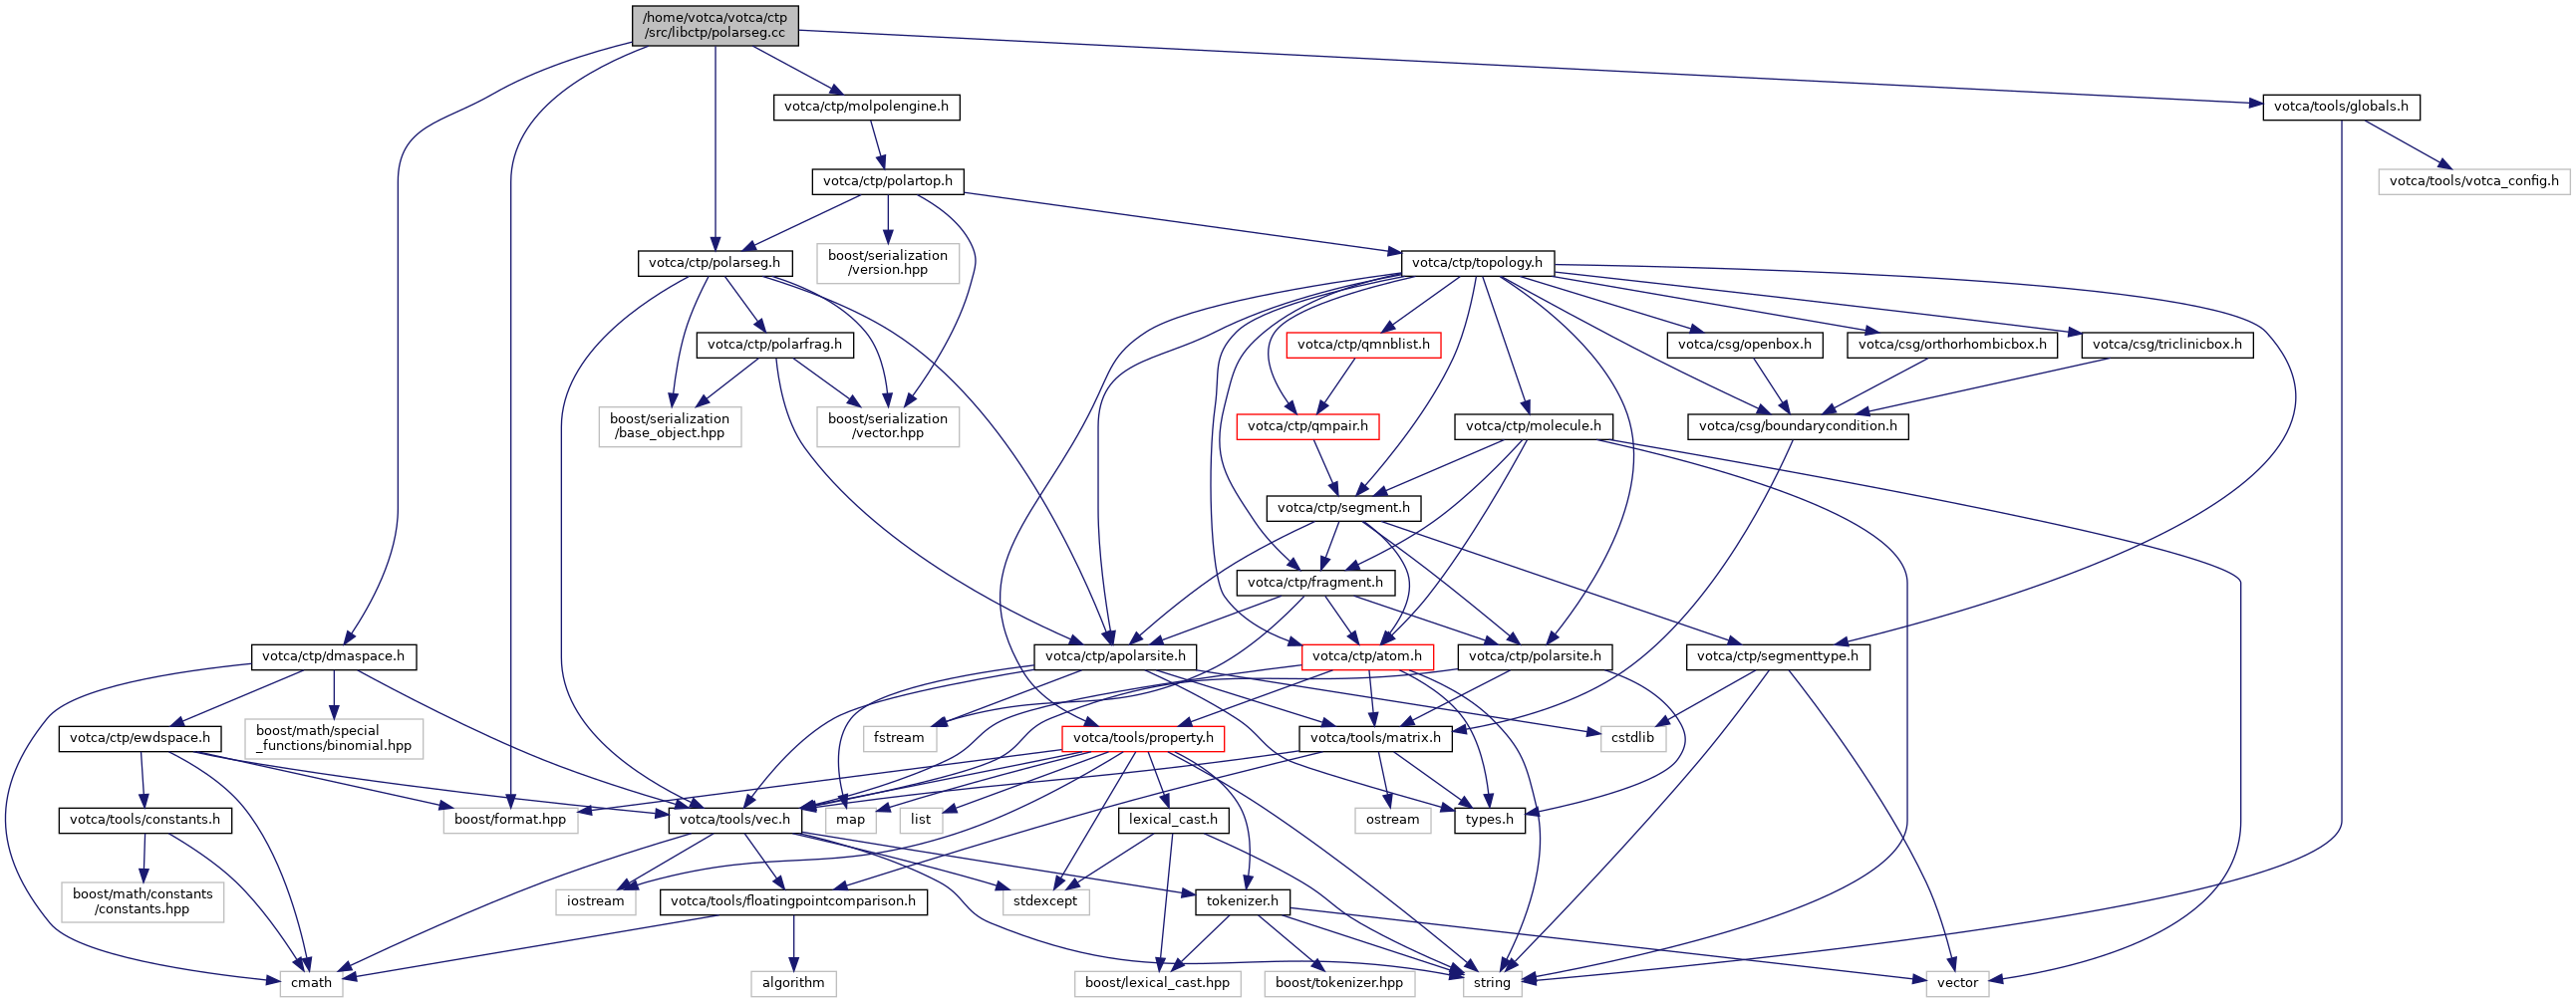 /home/votca/votca/ctp
/src/libctp/polarseg.cc
votca/ctp/molpolengine.h
votca/tools/globals.h
votca/ctp/polartop.h
votca/tools/votca_config.h
votca/ctp/polarseg.h
boost/serialization
/version.hpp
votca/ctp/topology.h
votca/ctp/polarfrag.h
votca/ctp/qmnblist.h
votca/csg/openbox.h
votca/csg/orthorhombicbox.h
votca/csg/triclinicbox.h
boost/serialization
/base_object.hpp
boost/serialization
/vector.hpp
votca/ctp/qmpair.h
votca/ctp/molecule.h
votca/csg/boundarycondition.h
votca/ctp/segment.h
votca/ctp/fragment.h
votca/ctp/dmaspace.h
votca/ctp/apolarsite.h
votca/ctp/atom.h
votca/ctp/polarsite.h
votca/ctp/segmenttype.h
votca/ctp/ewdspace.h
boost/math/special
_functions/binomial.hpp
fstream
votca/tools/property.h
votca/tools/matrix.h
cstdlib
votca/tools/constants.h
boost/format.hpp
votca/tools/vec.h
map
list
lexical_cast.h
ostream
types.h
boost/math/constants
/constants.hpp
iostream
votca/tools/floatingpointcomparison.h
stdexcept
tokenizer.h
cmath
algorithm
boost/lexical_cast.hpp
boost/tokenizer.hpp
string
vector